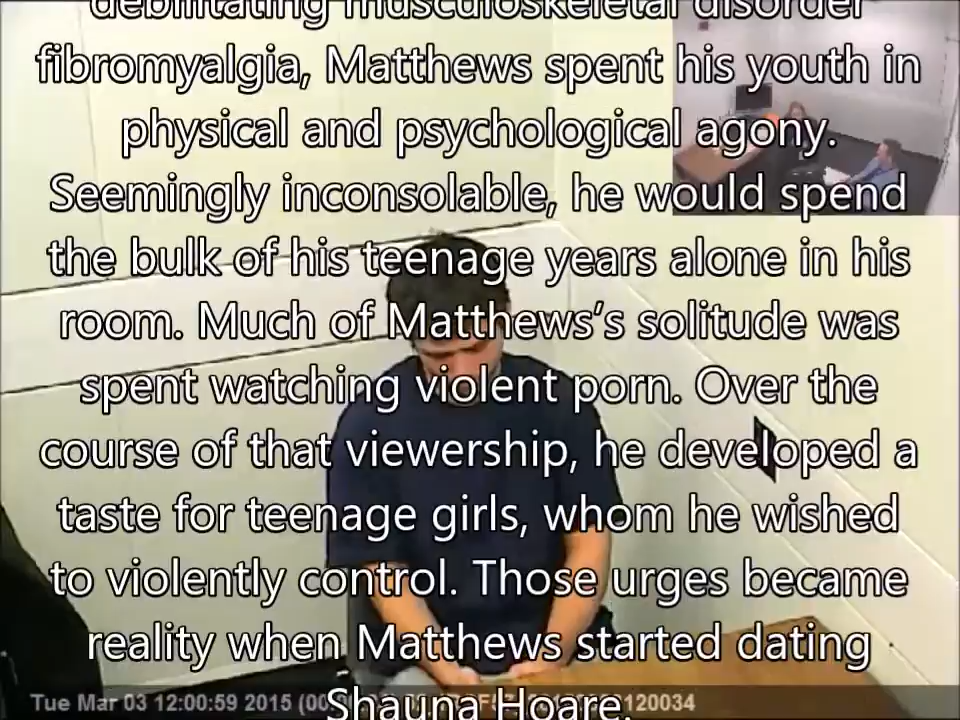 debilitating musculoskeletal disorder
fibromyalgia, Matthews spent his youth in
physical and psychological agony.
Seemingly inconsolable, he would spend
the bulk of his teenage years alone in his
room. Much of Matthews’s solitude was
spent watching violent porn. Over the
course of that viewership, he developed a
taste for teenage girls, whom he wished
to violently control. Those urges became
reality when Matthews started dating
Shauna Hoare.
Tue Mar 03 12:00:59 2015